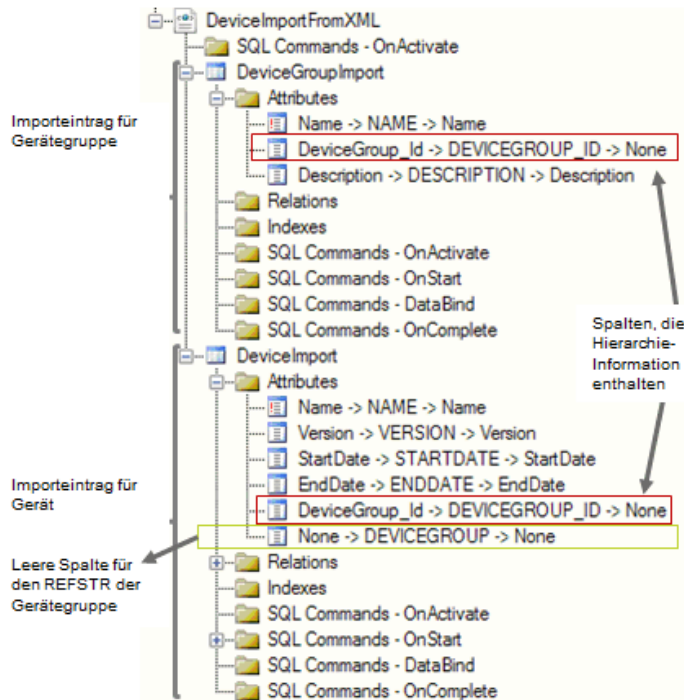 DeviceImportFromXML
SQL Commands - OnActivate
DeviceGroupImport
Importeintrag für
Gerätegruppe
Attributes
Name -> NAME -> Name
DeviceGroup_Id -> DEVICEGROUP_ID -> None
Description -> DESCRIPTION -> Description
Relations
Indexes
SQL Commands - OnActivate
SQL Commands - OnStart
SQL Commands - DataBind
SQL Commands - OnComplete
Spalten, die
Hierarchie-
Information
enthalten
DeviceImport
Attributes
Name -> NAME -> Name
Version -> VERSION -> Version
StartDate -> STARTDATE -> StartDate
EndDate -> ENDDATE -> EndDate
DeviceGroup_Id -> DEVICEGROUP_ID -> None
None -> DEVICEGROUP -> None
Importeintrag für
Gerät
Leere Spalte für
den REFSTR der
Gerätegruppe
Relations
Indexes
SQL Commands - OnActivate
SQL Commands - OnStart
SQL Commands - DataBind
SQL Commands - OnComplete